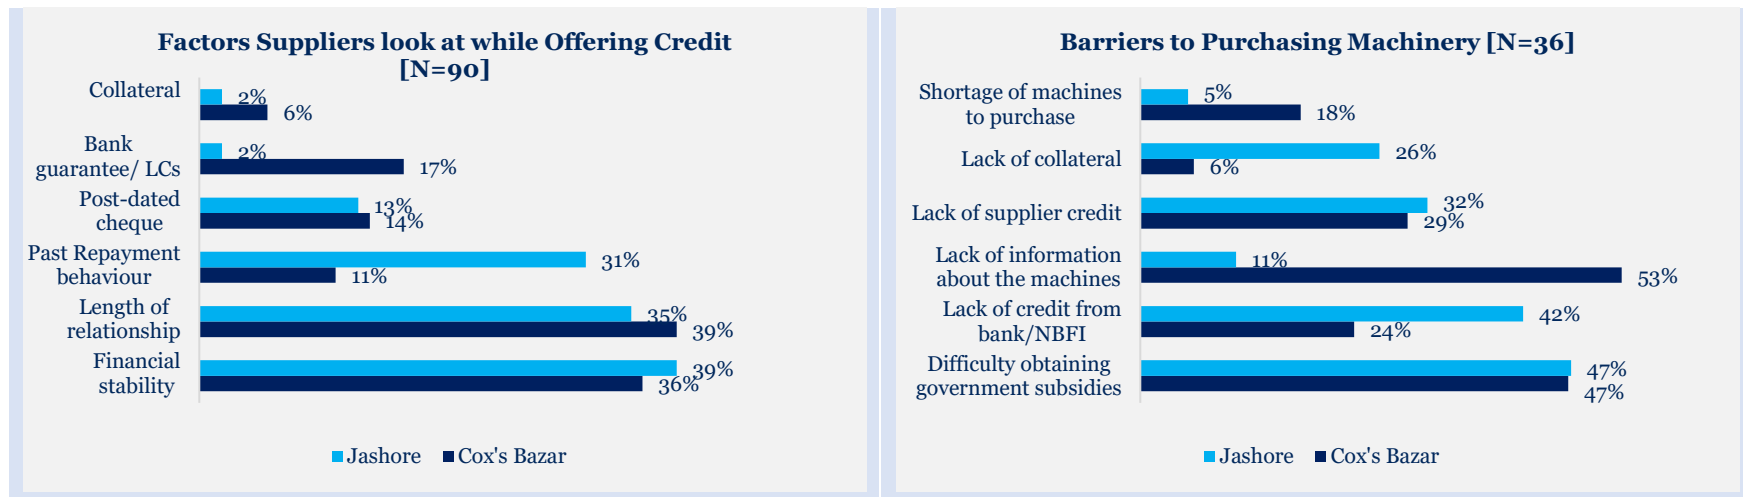 Factors Suppliers look at while Offering Credit
[N=90]
Collateral
2%
6%
Bank
guarantee/ LCs
2%
17%
Post-dated
cheque
13%
14%
Past Repayment
behaviour
31%
11%
Length of
relationship
35%
39%
Financial
stability
39%
36%
Jashore
Cox's Bazar
Barriers to Purchasing Machinery [N=36]
Shortage of machines
to purchase
5%
18%
Lack of collateral
26%
6%
Lack of supplier credit
32%
29%
Lack of information
about the machines
11%
53%
Lack of credit from
bank/NBFI
42%
24%
Difficulty obtaining
government subsidies
47%
47%
Jashore
Cox's Bazar